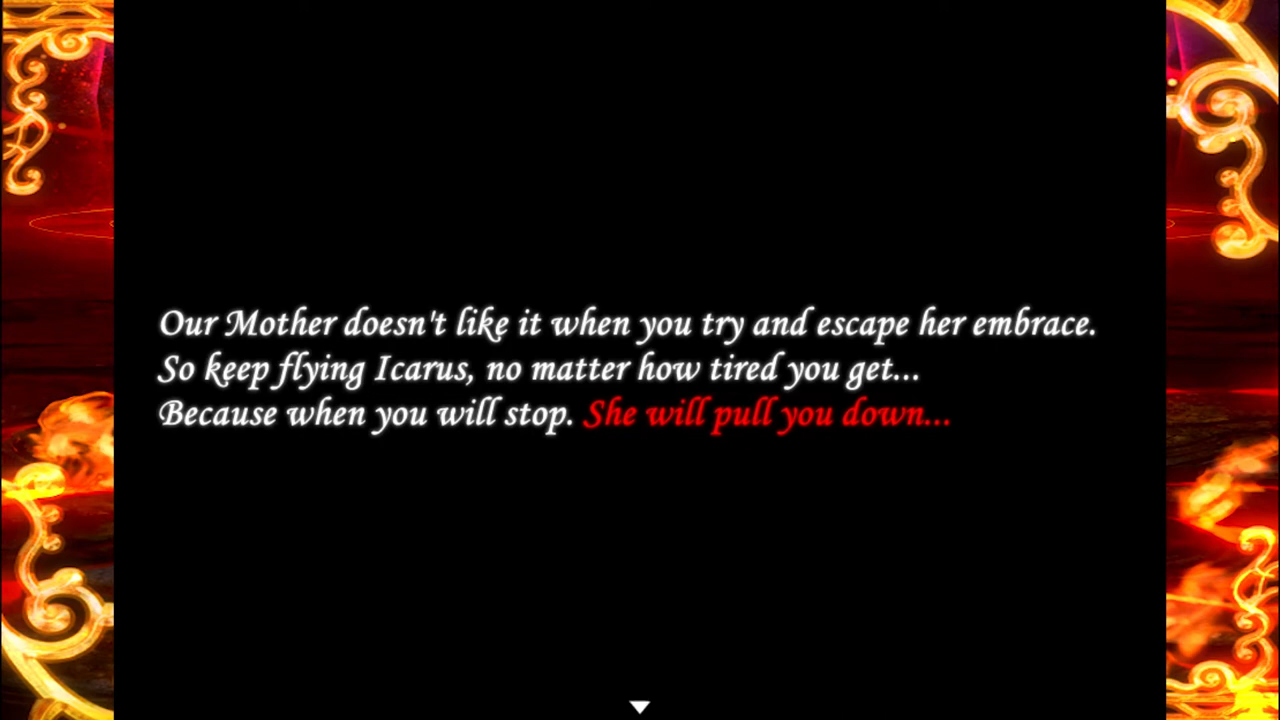 Our Mother doesn't like it when you try and escape her embrace.
So keep flying Icarus, no matter how tired you get...
Because when you will stop. She will pull you down...